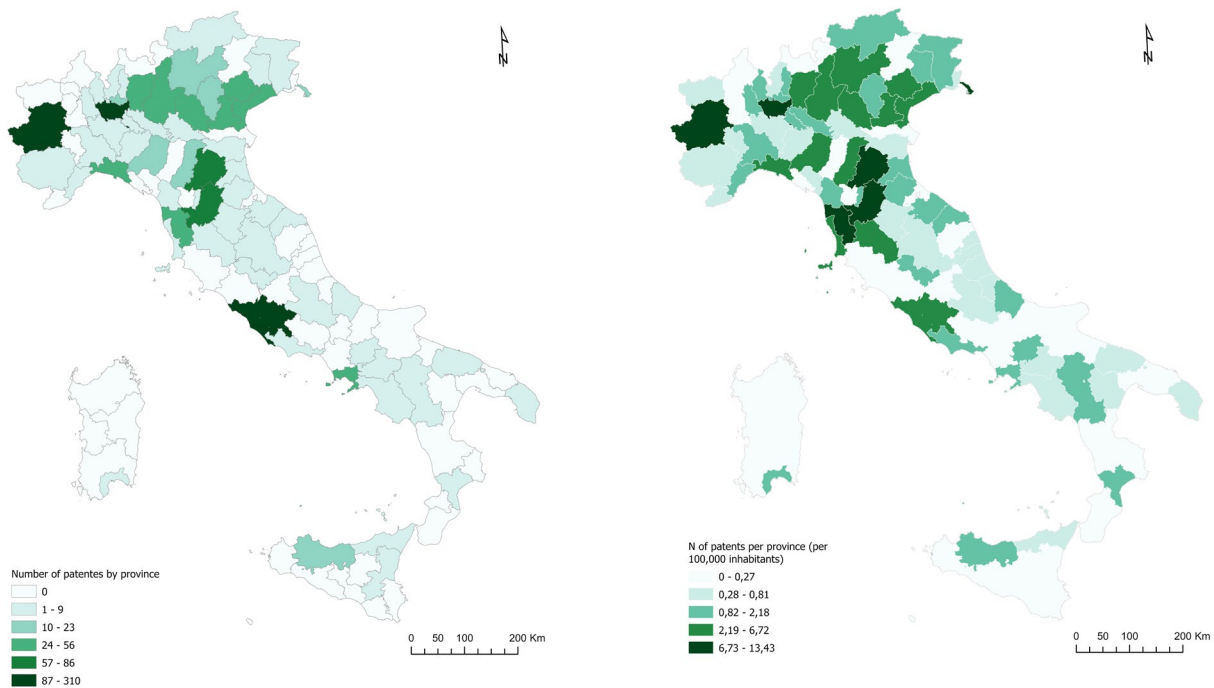 N
N
Number of patentes by province
0
1 - 9
10 - 23
24 - 56
57 - 86
87 - 310
0 50 100 200 Km
N of patents per province (per
100,000 inhabitants)
0 - 0,27
0,28 - 0,81
0,82 - 2,18
2,19 - 6,72
6,73 - 13,43
0 50 100 200 Km